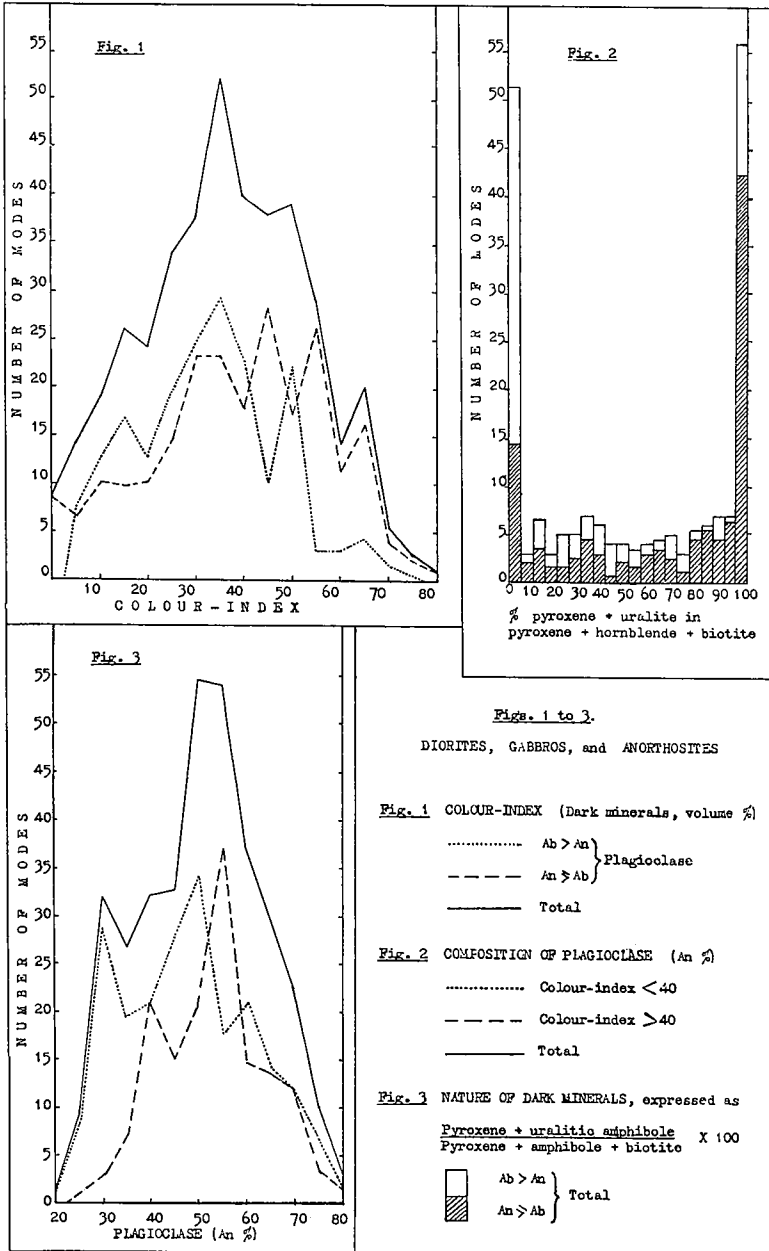 Fig. 1
NUMBER OF MODES
55
50
45
40
35
30
25
20
15
10
5
0
10 20 30 40 50 60 70 80
COLOUR-INDEX
Fig. 2
NUMBER OF MODES
55
50
45
40
35
30
25
20
15
10
5
0
0 10 20 30 40 50 60 70 80 90 100
% pyroxene + uralite in
pyroxene + hornblende + biotite
Fig. 3
NUMBER OF MODES
55
50
45
40
35
30
25
20
15
10
5
0
20 30 40 50 60 70 80
PLAGIOCLASE (An %)
Figs. 1 to 3.
DIORITES, GABBROS, and ANORTHOSITES
Fig. 1 COLOUR-INDEX (Dark minerals, volume %)
Ab > An
An ⩾ Ab
Plagioclase
Total
Fig. 2 COMPOSITION OF PLAGIOCLASE (An %)
Colour-index < 40
Colour-index > 40
Total
Fig. 3 NATURE OF DARK MINERALS, expressed as
Pyroxene + uralitic amphibole
Pyroxene + amphibole + biotite
X 100
Ab > An
An ⩾ Ab
Total